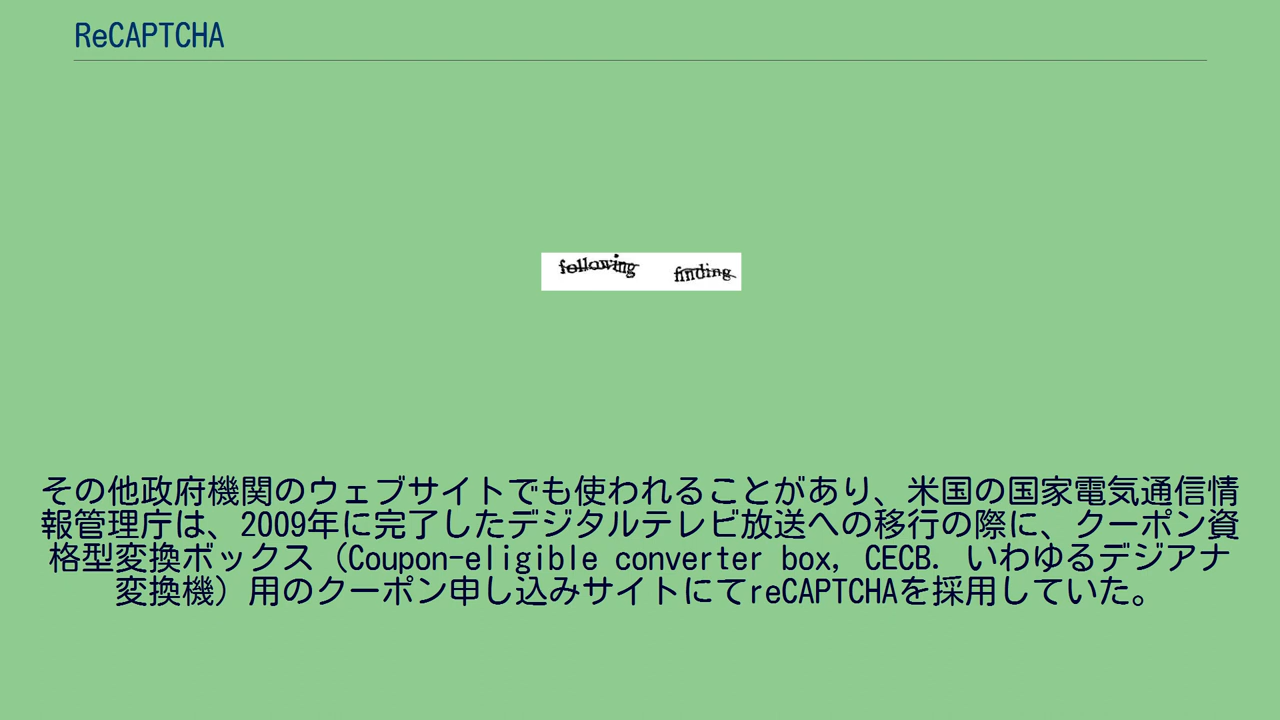 ReCAPTCHA
following finding
その他政府機関のウェブサイトでも使われることがあり、米国の国家電気通信情
報管理庁は、2009年に完了したデジタルテレビ放送への移行の際に、クーポン資
格型変換ボックス（Coupon-eligible converter box, CECB. いわゆるデジアナ
変換機）用のクーポン申し込みサイトにてreCAPTCHAを採用していた。